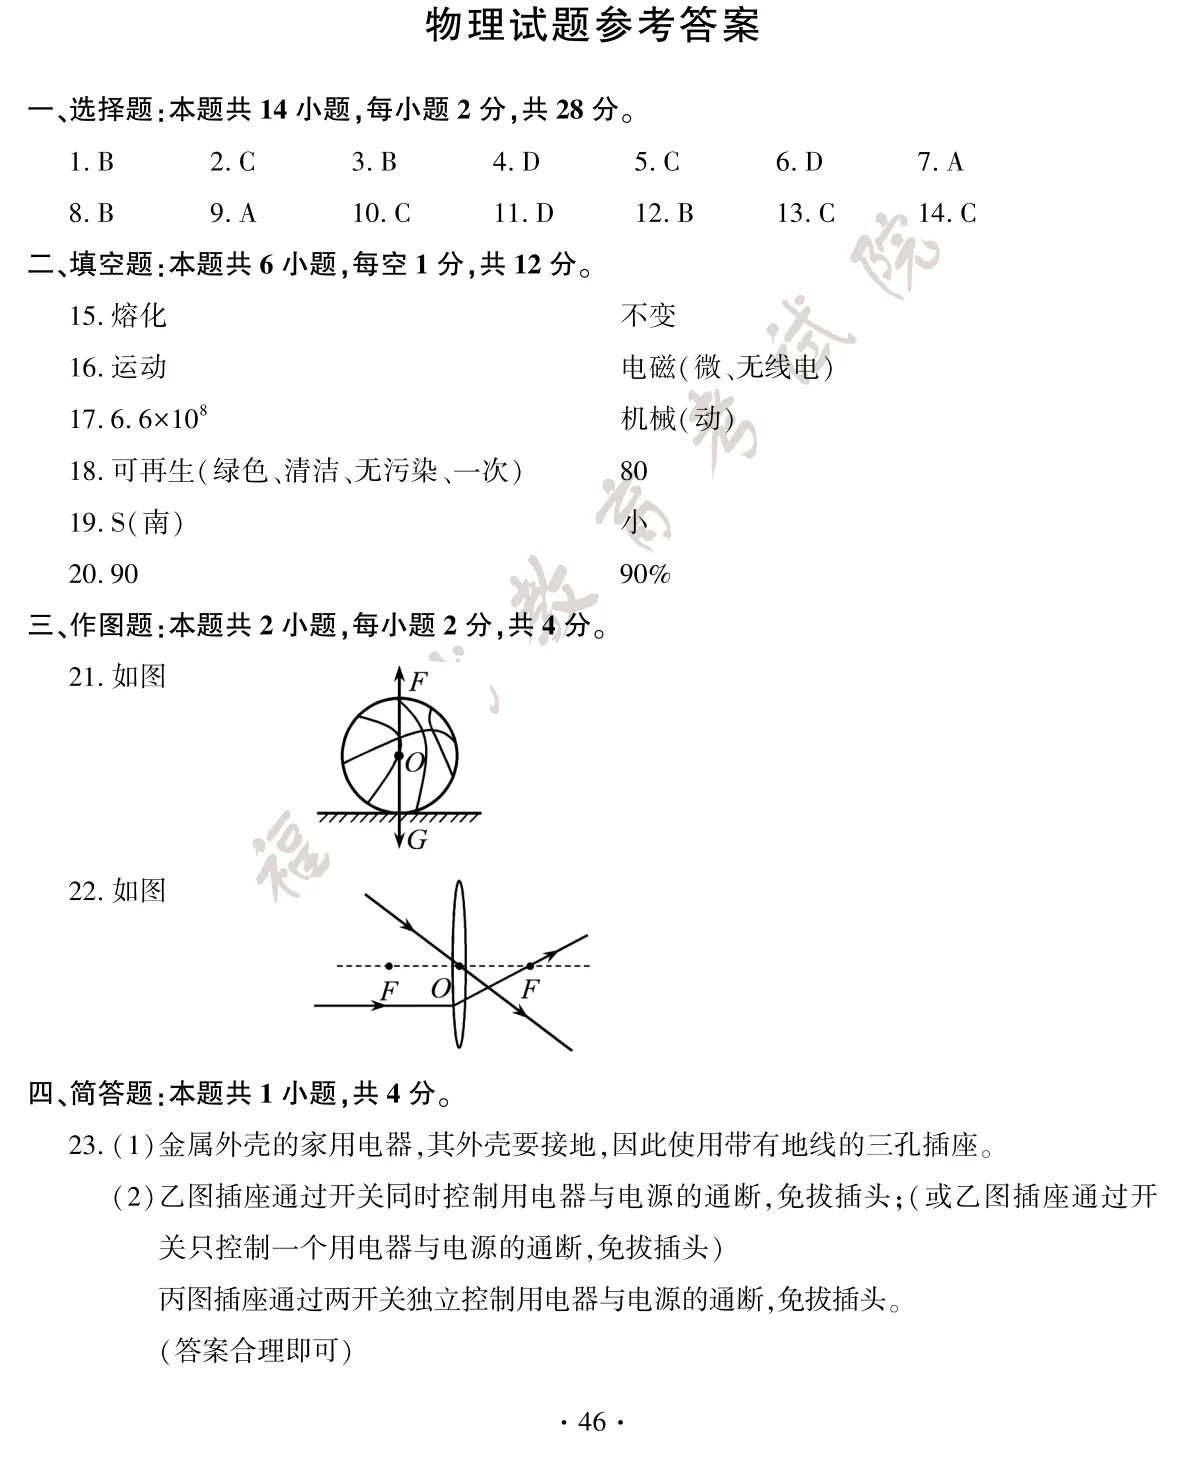 物理试题参考答案
一、选择题:本题共 14 小题,每小题 2 分,共 28 分。
1. B 2. C 3. B 4. D 5. C 6. D 7. A
8. B 9. A 10. C 11. D 12. B 13. C 14. C
二、填空题:本题共 6 小题,每空 1 分,共 12 分。
15. 熔化 不变
16. 运动 电磁(微、无线电)
17. 6.6×10⁸ 机械(动)
18. 可再生(绿色、清洁、无污染、一次) 80
19. S(南) 小
20. 90 90%
三、作图题:本题共 2 小题,每小题 2 分,共 4 分。
21. 如图
F
O
G
22. 如图
F O F
四、简答题:本题共 1 小题,共 4 分。
23. (1)金属外壳的家用电器,其外壳要接地,因此使用带有地线的三孔插座。
(2)乙图插座通过开关同时控制用电器与电源的通断,免拔插头;(或乙图插座通过开
关只控制一个用电器与电源的通断,免拔插头)
丙图插座通过两开关独立控制用电器与电源的通断,免拔插头。
(答案合理即可)
· 46 ·